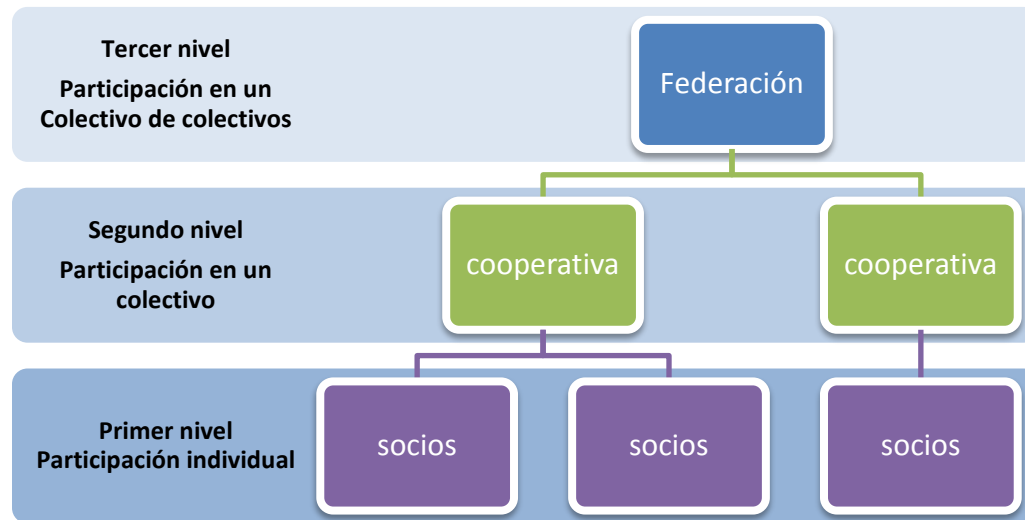 Tercer nivel
Participación en un
Colectivo de colectivos
Federación
Segundo nivel
Participación en un
colectivo
cooperativa
cooperativa
Primer nivel
Participación individual
socios
socios
socios